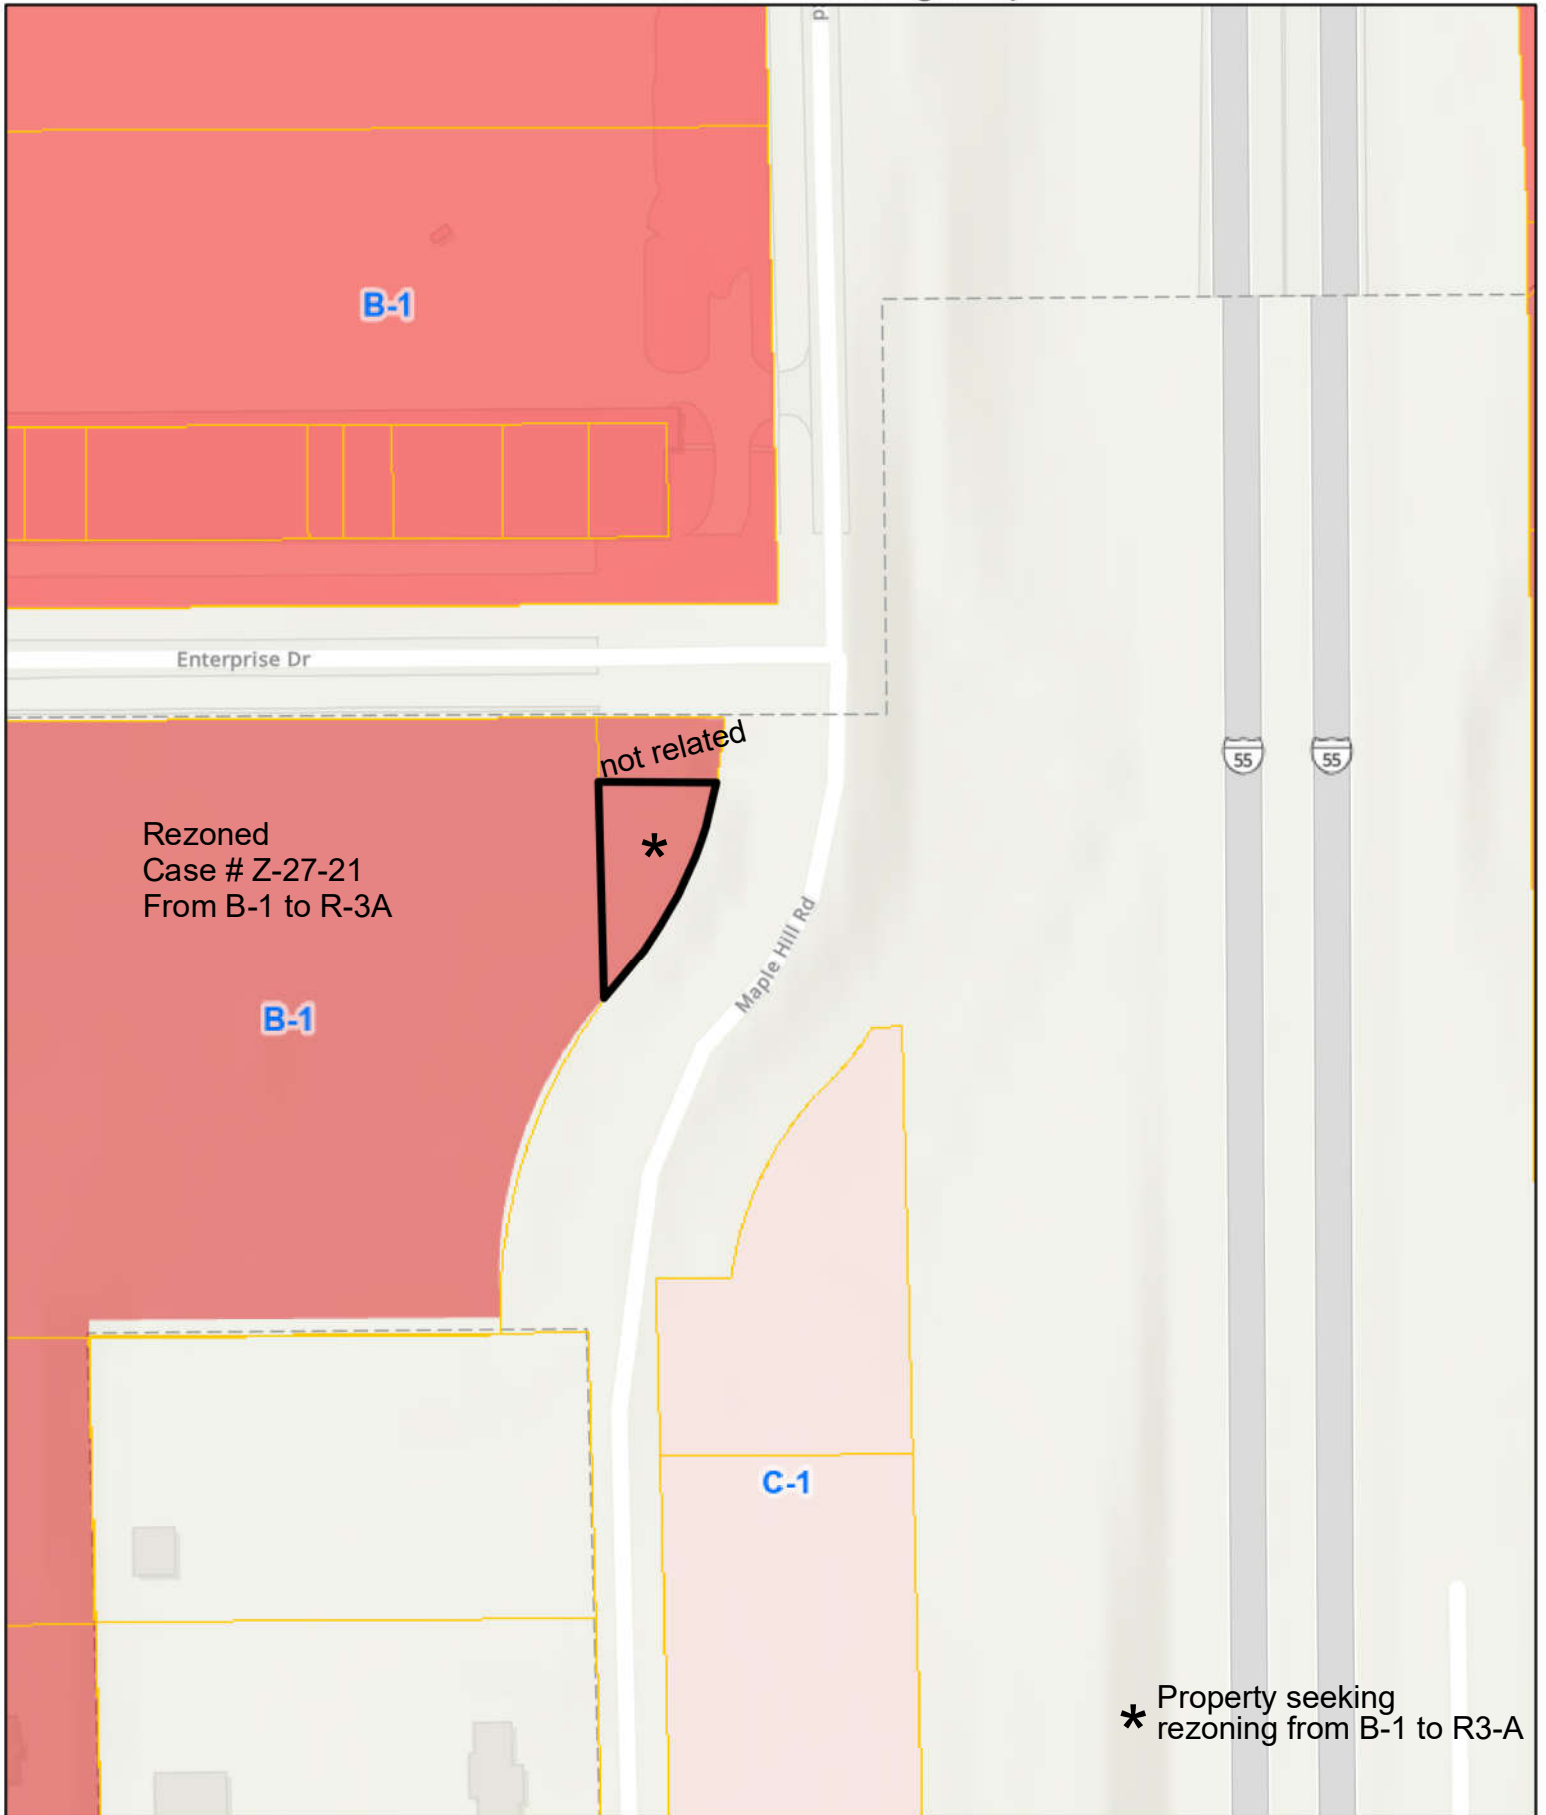 B-1
Enterprise Dr
not related
*
Rezoned
Case # Z-27-21
From B-1 to R-3A
55
55
Maple Hill Rd
B-1
C-1
* Property seeking
rezoning from B-1 to R3-A